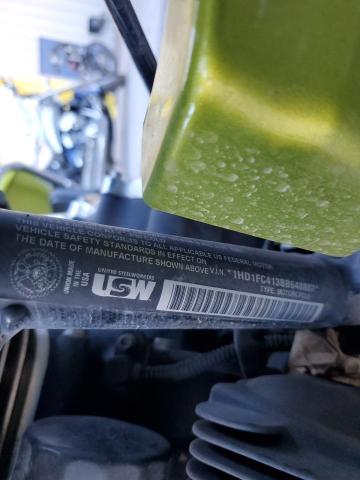 THIS VEHICLE CONFORMS TO ALL APPLICABLE US FEDERAL MOTOR
VEHICLE SAFETY STANDARDS IN EFFECT ON
THE DATE OF MANUFACTURE SHOWN ABOVE V.I.N.
TYPE: MOTORCYCLE
UNION MADE
IN THE
USA
UNITED STEELWORKERS
USW